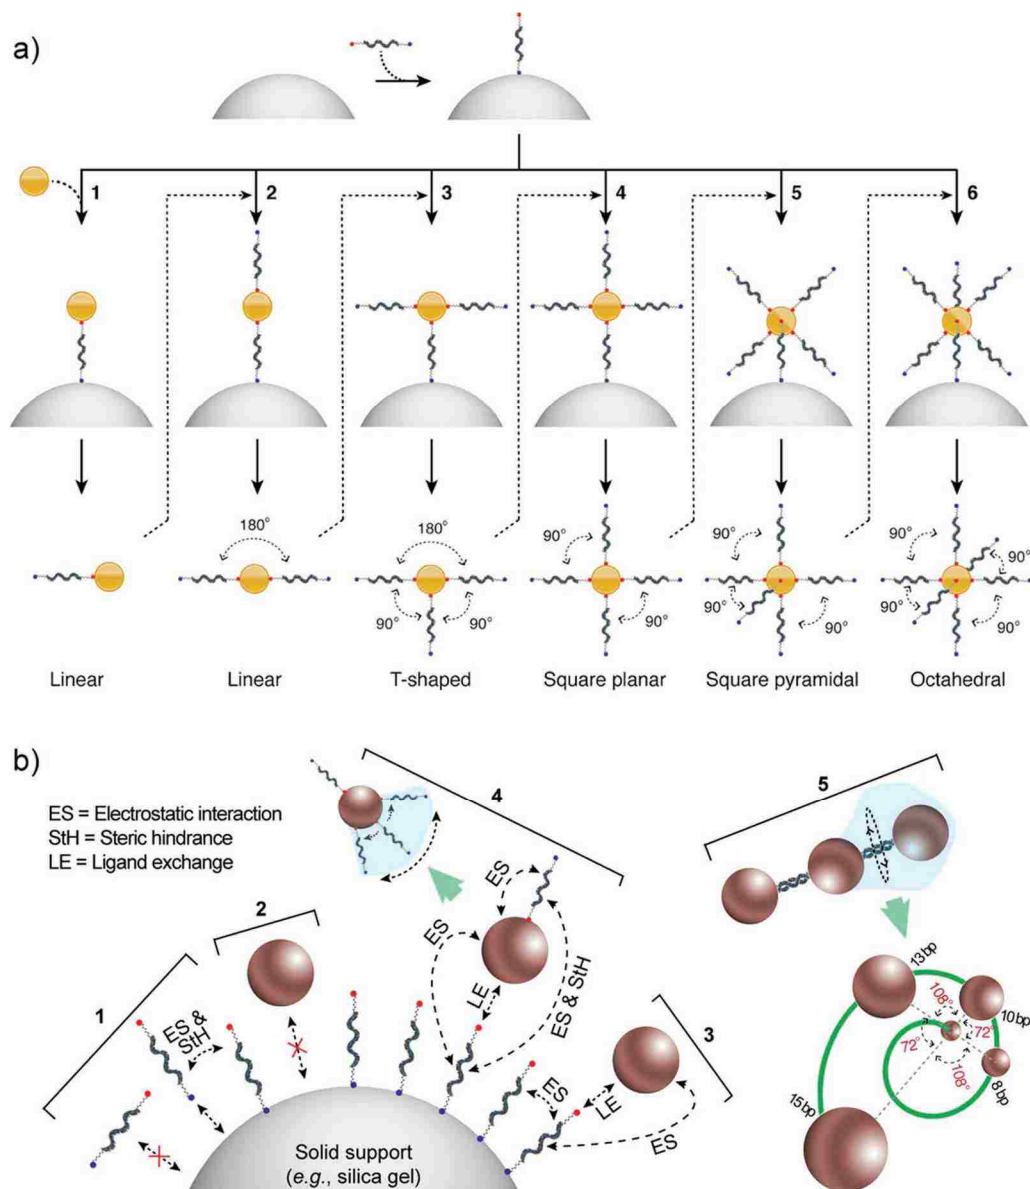 a)
1
2
3
4
5
6
180°
180°
90°
90°
90°
90°
90°
90°
90°
90°
90°
90°
90°
Linear
Linear
T-shaped
Square planar
Square pyramidal
Octahedral
b)
ES = Electrostatic interaction
StH = Steric hindrance
LE = Ligand exchange
1
ES &
StH
2
4
ES
ES
LE
ES & StH
3
ES
LE
ES
Solid support
(e.g., silica gel)
5
13 bp
108°
10 bp
72°
72°
108°
8 bp
15 bp